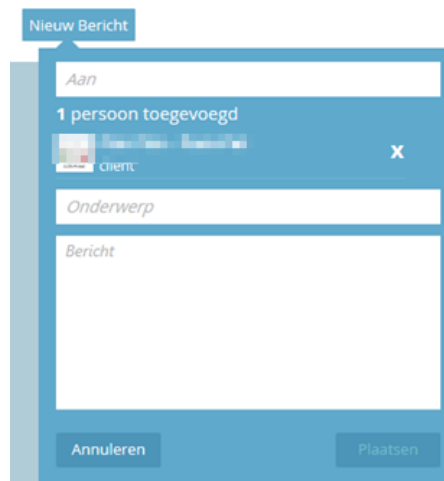 Nieuw Bericht
Aan
1 persoon toegevoegd
client
X
Onderwerp
Bericht
Annuleren
Plaatsen